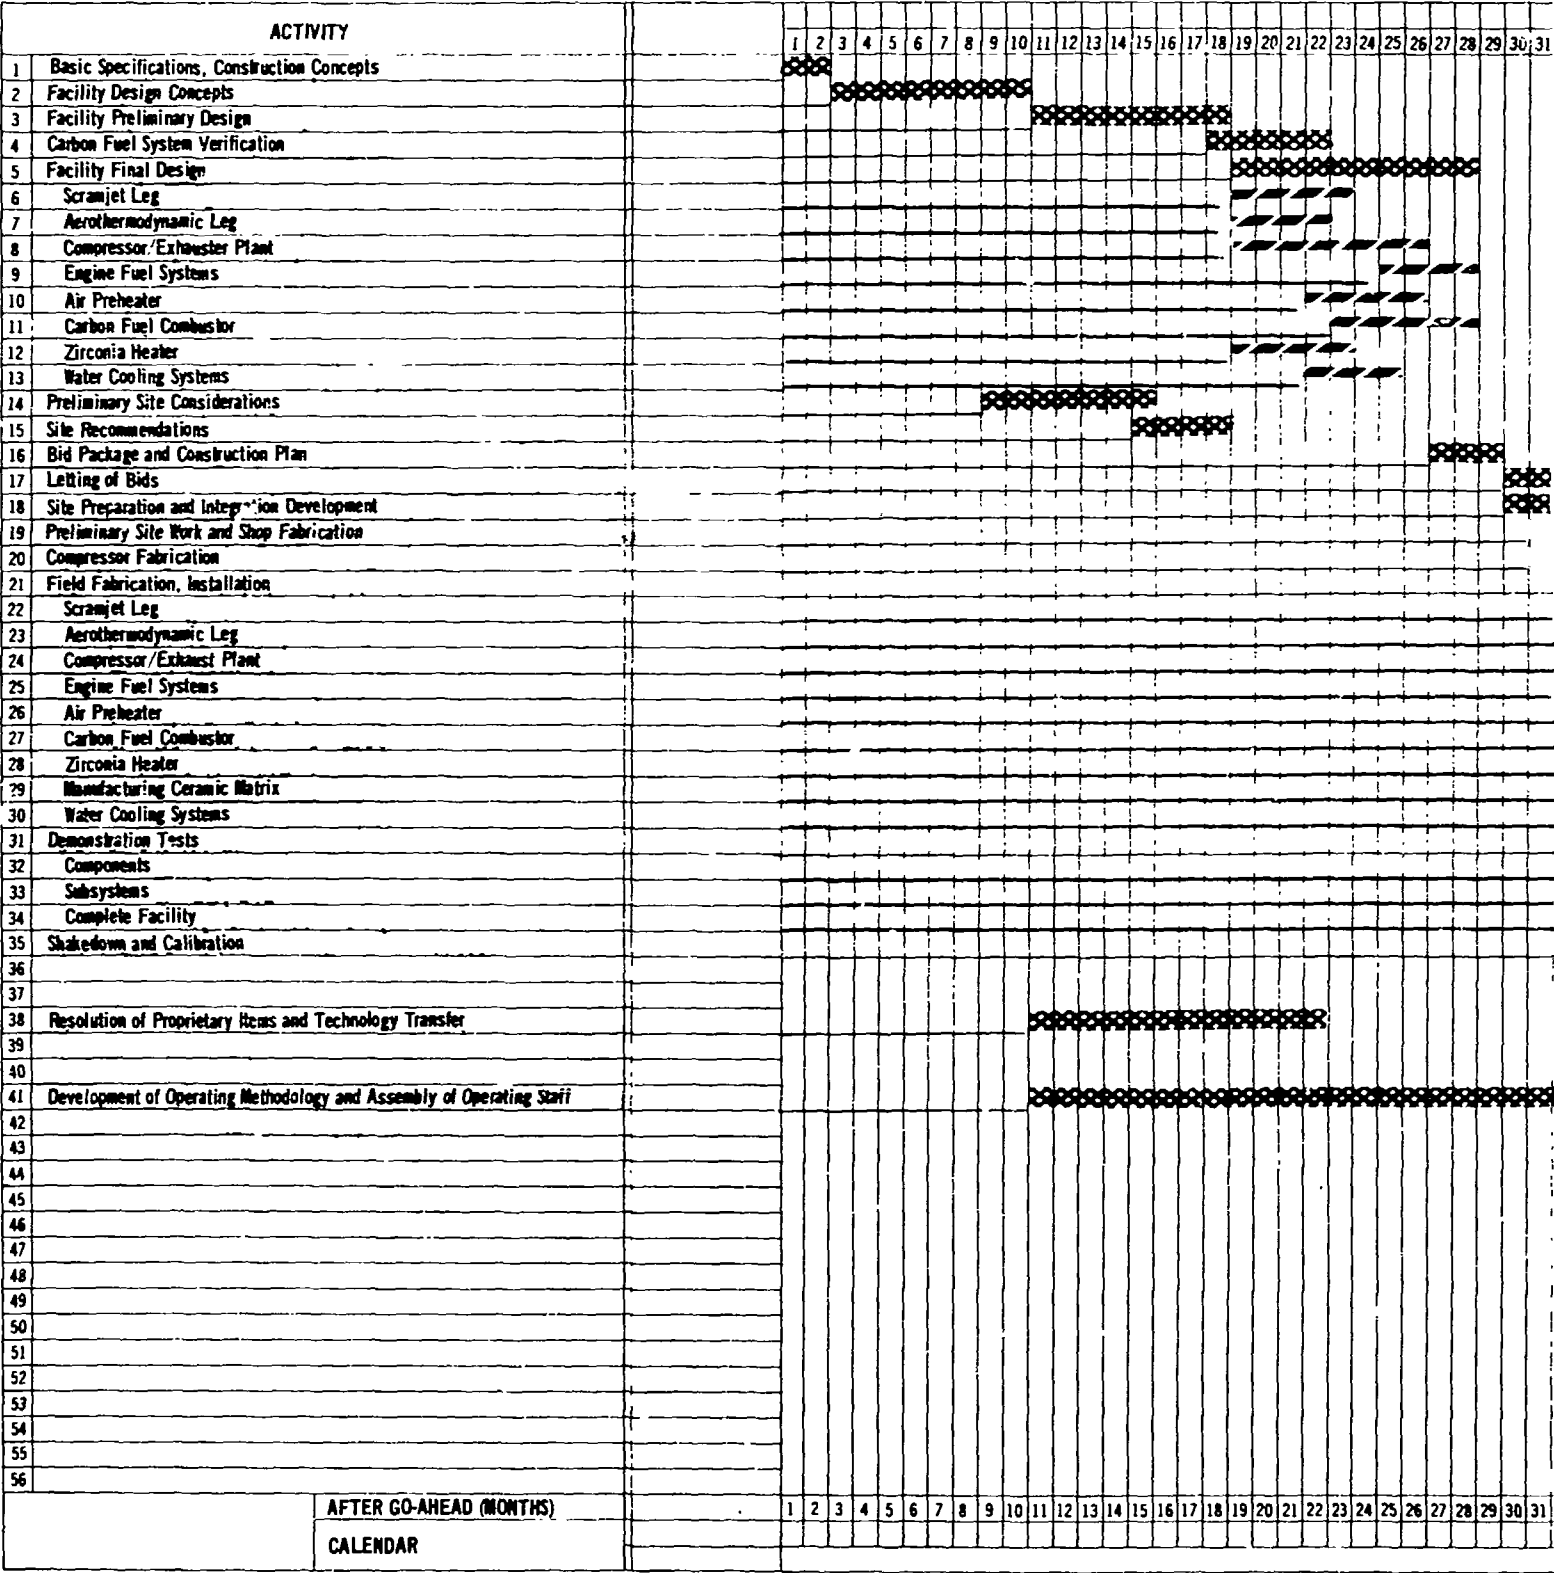 ACTIVITY
1 2 3 4 5 6 7 8 9 10 11 12 13 14 15 16 17 18 19 20 21 22 23 24 25 26 27 28 29 30 31
1 Basic Specifications, Construction Concepts
2 Facility Design Concepts
3 Facility Preliminary Design
4 Carbon Fuel System Verification
5 Facility Final Design
6 Scramjet Leg
7 Aerothermodynamic Leg
8 Compressor/Exhauster Plant
9 Engine Fuel Systems
10 Air Preheater
11 Carbon Fuel Combustor
12 Zirconia Heater
13 Water Cooling Systems
14 Preliminary Site Considerations
15 Site Recommendations
16 Bid Package and Construction Plan
17 Letting of Bids
18 Site Preparation and Integration Development
19 Preliminary Site Work and Shop Fabrication
20 Compressor Fabrication
21 Field Fabrication, Installation
22 Scramjet Leg
23 Aerothermodynamic Leg
24 Compressor/Exhaust Plant
25 Engine Fuel Systems
26 Air Preheater
27 Carbon Fuel Combustor
28 Zirconia Heater
29 Manufacturing Ceramic Matrix
30 Water Cooling Systems
31 Demonstration Tests
32 Components
33 Subsystems
34 Complete Facility
35 Shakedown and Calibration
36
37
38 Resolution of Proprietary Items and Technology Transfer
39
40
41 Development of Operating Methodology and Assembly of Operating Staff
42
43
44
45
46
47
48
49
50
51
52
53
54
55
56
AFTER GO-AHEAD (MONTHS) 1 2 3 4 5 6 7 8 9 10 11 12 13 14 15 16 17 18 19 20 21 22 23 24 25 26 27 28 29 30 31
CALENDAR